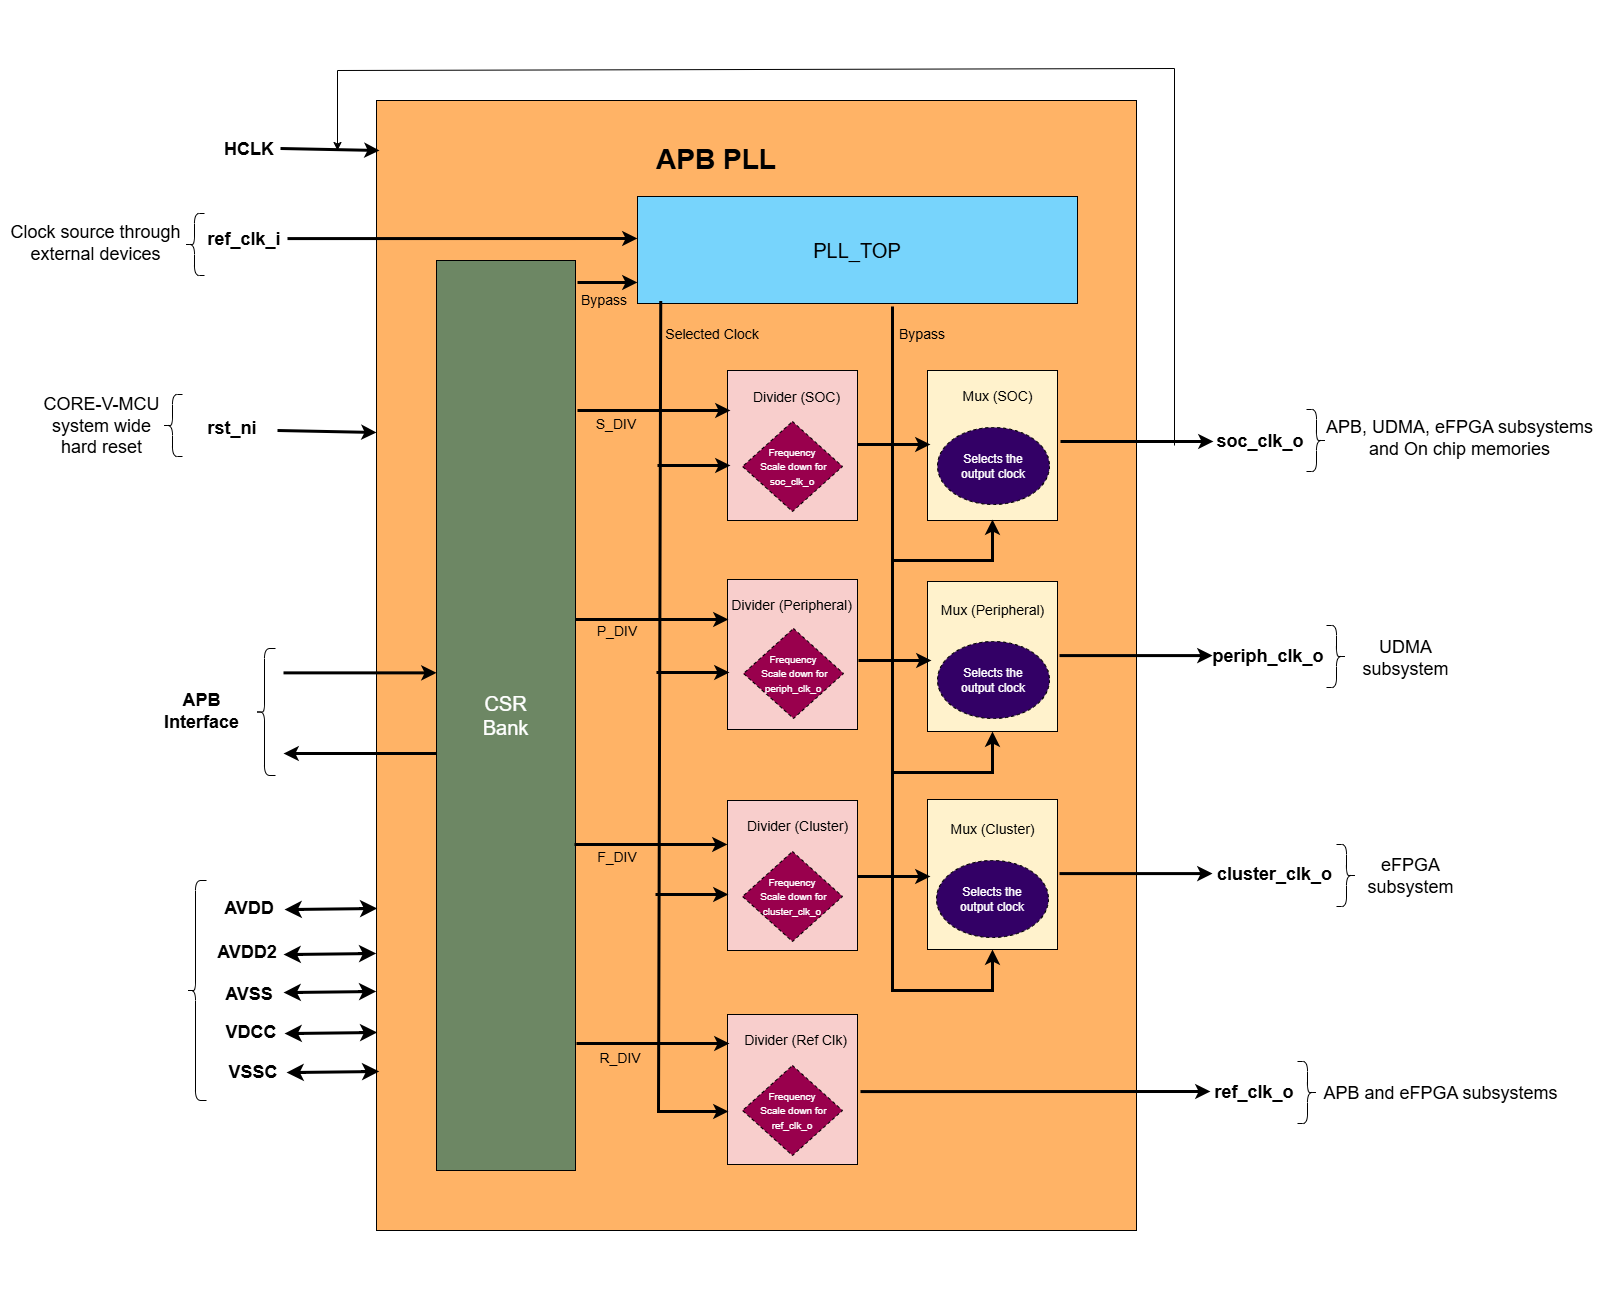 HCLK
APB PLL
Clock source through
external devices
ref_clk_i
PLL_TOP
Bypass
Selected Clock
Bypass
CORE-V-MCU
system wide
hard reset
rst_ni
S_DIV
Divider (SOC)
Frequency
Scale down for
soc_clk_o
Mux (SOC)
Selects the
output clock
soc_clk_o
APB, UDMA, eFPGA subsystems
and On chip memories
P_DIV
Divider (Peripheral)
Frequency
Scale down for
periph_clk_o
Mux (Peripheral)
Selects the
output clock
periph_clk_o
UDMA
subsystem
APB
Interface
CSR
Bank
F_DIV
Divider (Cluster)
Frequency
Scale down for
cluster_clk_o
Mux (Cluster)
Selects the
output clock
cluster_clk_o
eFPGA
subsystem
AVDD
AVDD2
AVSS
VDCC
VSSC
R_DIV
Divider (Ref Clk)
Frequency
Scale down for
ref_clk_o
ref_clk_o
APB and eFPGA subsystems